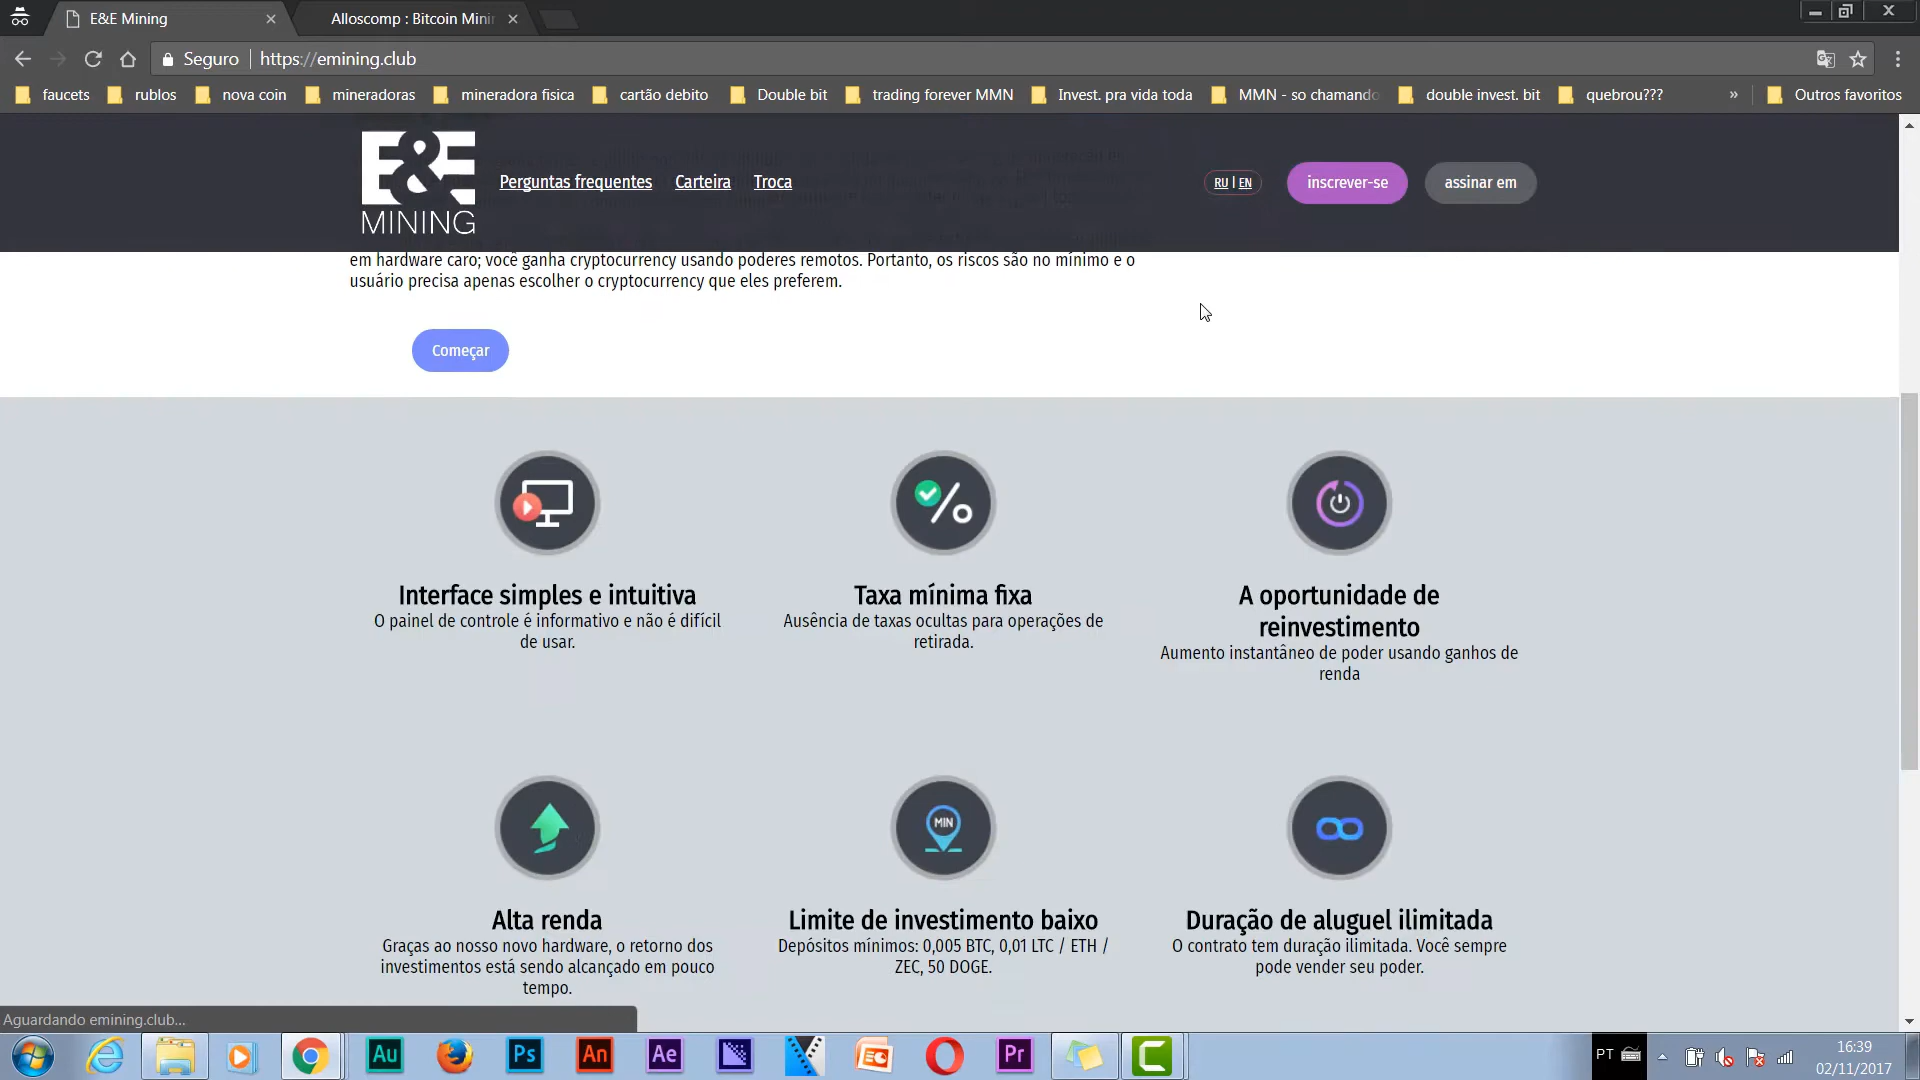 E&E Mining
Alloscomp : Bitcoin Mini
Seguro
https://emining.club
faucets
rublos
nova coin
mineradoras
mineradora fisica
cartão debito
Double bit
trading forever MMN
Invest. pra vida toda
MMN - so chamando
double invest. bit
quebrou???
»
Outros favoritos
E&E
MINING
Perguntas frequentes
Carteira
Troca
RU | EN
inscrever-se
assinar em
em hardware caro; você ganha cryptocurrency usando poderes remotos. Portanto, os riscos são no mínimo e o
usuário precisa apenas escolher o cryptocurrency que eles preferem.
Começar
Interface simples e intuitiva
O painel de controle é informativo e não é difícil
de usar.
Taxa mínima fixa
Ausência de taxas ocultas para operações de
retirada.
A oportunidade de
reinvestimento
Aumento instantâneo de poder usando ganhos de
renda
MIN
Alta renda
Graças ao nosso novo hardware, o retorno dos
investimentos está sendo alcançado em pouco
tempo.
Limite de investimento baixo
Depósitos mínimos: 0,005 BTC, 0,01 LTC / ETH /
ZEC, 50 DOGE.
Duração de aluguel ilimitada
O contrato tem duração ilimitada. Você sempre
pode vender seu poder.
Aguardando emining.club...
Au
Ps
An
Ae
Pr
PT
16:39
02/11/2017